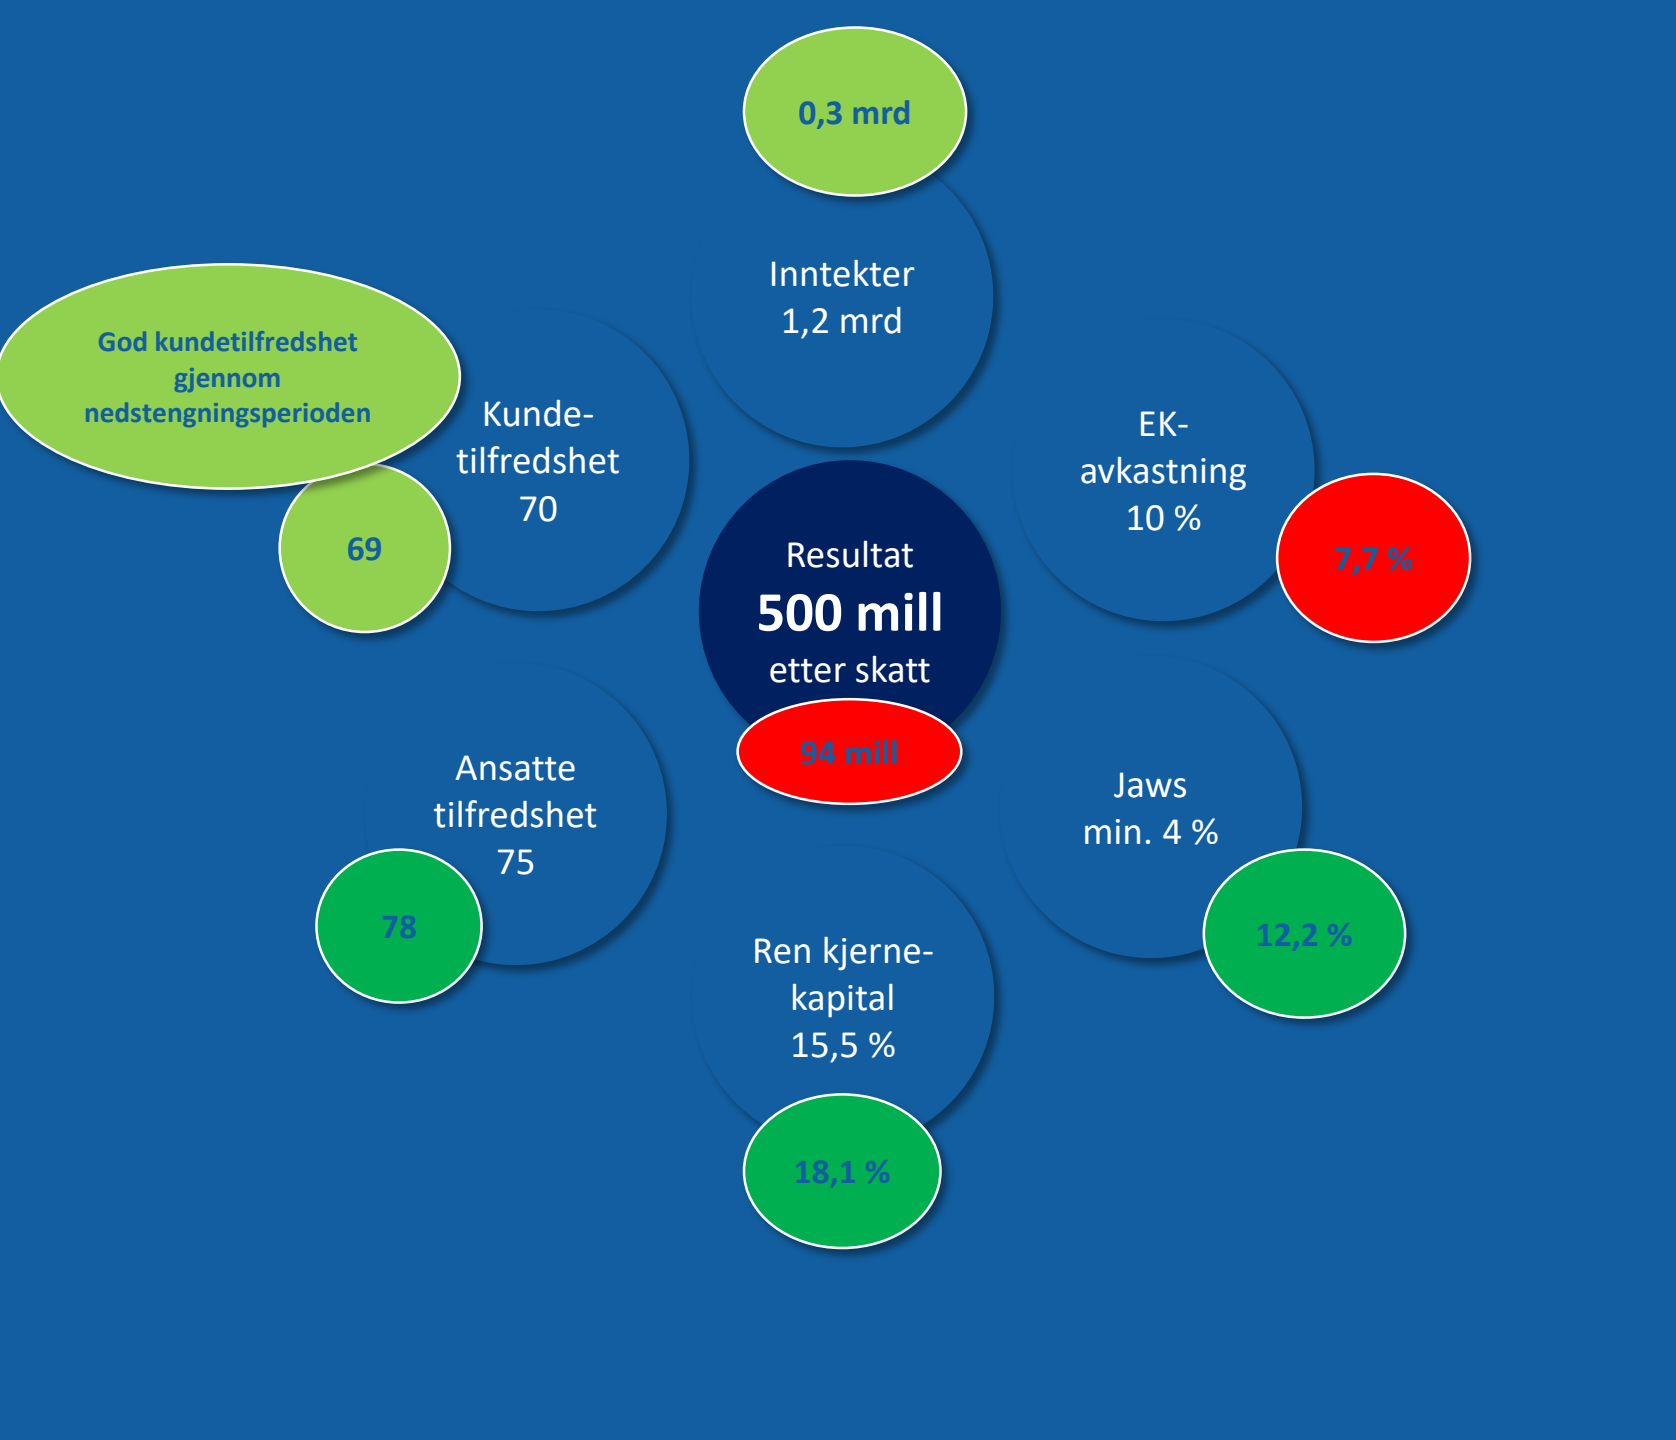 0,3 mrd
Inntekter
1,2 mrd
God kundetilfredshet
gjennom
nedstengningsperioden
Kunde-
tilfredshet
70
69
EK-
avkastning
10 %
7,7 %
Resultat
500 mill
etter skatt
94 mill
Ansatte
tilfredshet
75
78
Jaws
min. 4 %
12,2 %
Ren kjerne-
kapital
15,5 %
18,1 %